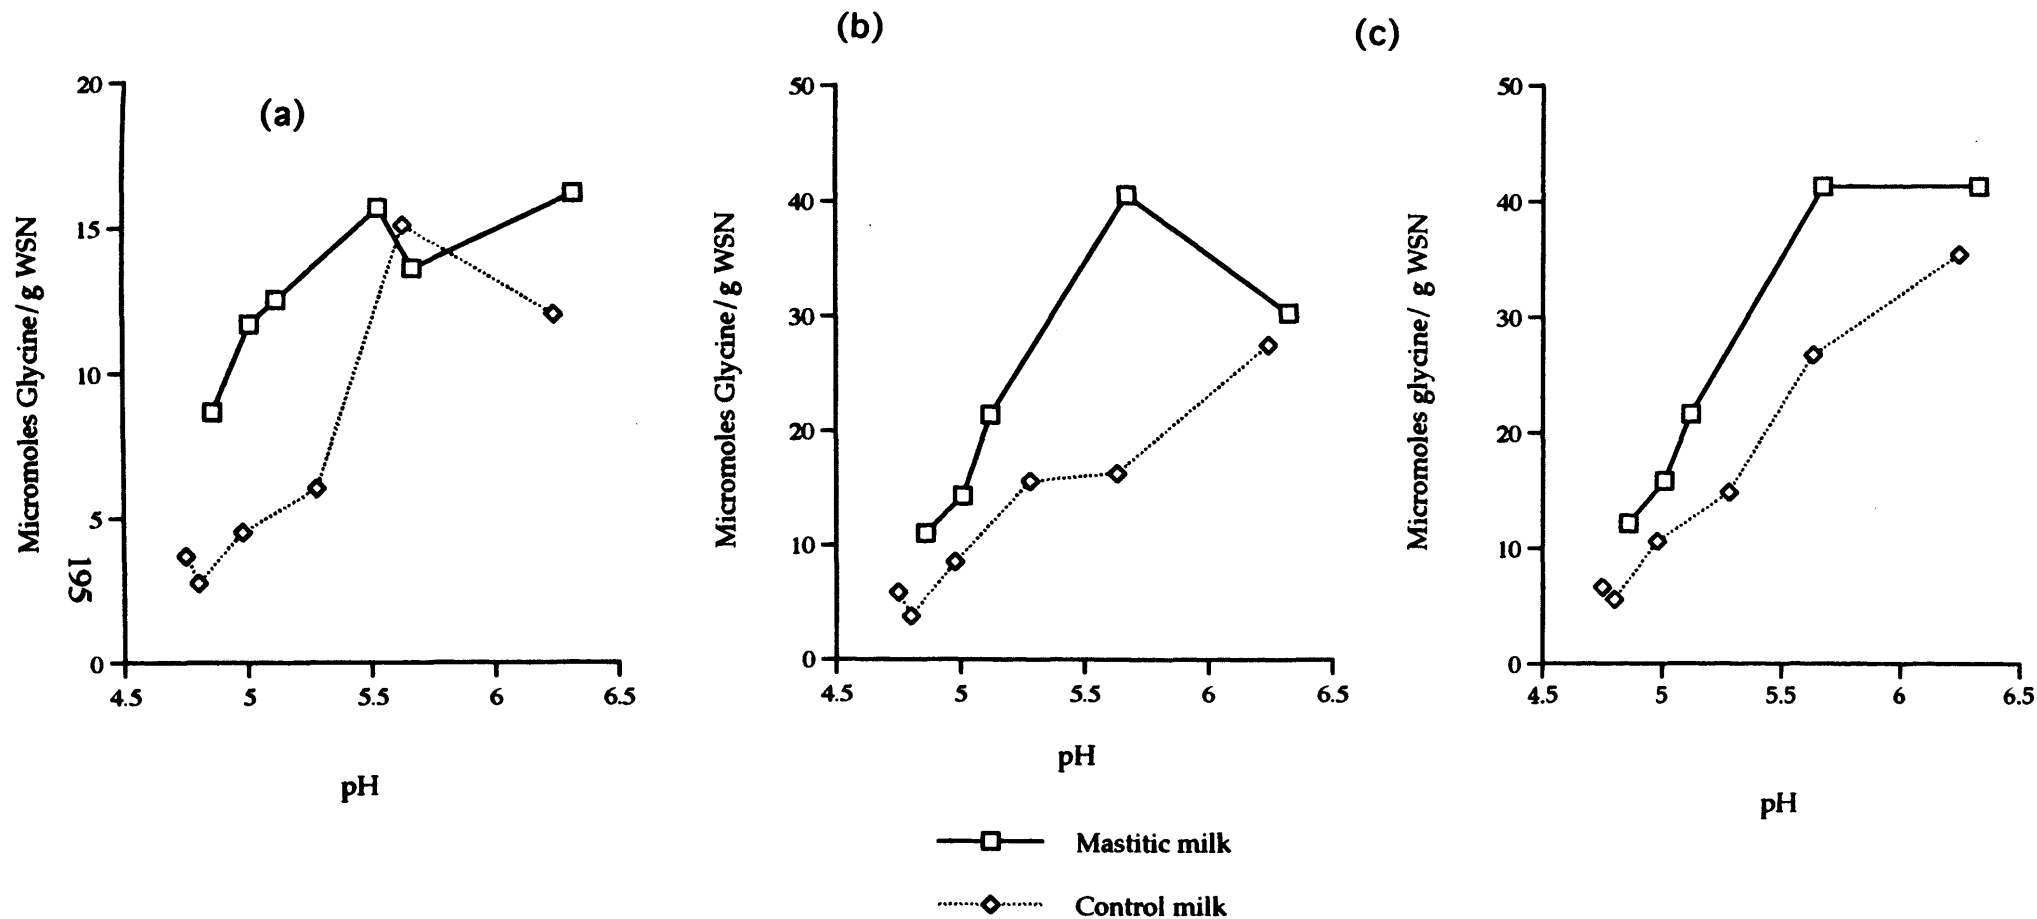 (a)
20
15
10
5
0
4.5 5 5.5 6 6.5
Micromoles Glycine/g WSN
195
pH
(b)
50
40
30
20
10
0
4.5 5 5.5 6 6.5
Micromoles Glycine/g WSN
pH
(c)
50
40
30
20
10
0
4.5 5 5.5 6 6.5
Micromoles glycine/ g WSN
pH
Mastitic milk
Control milk